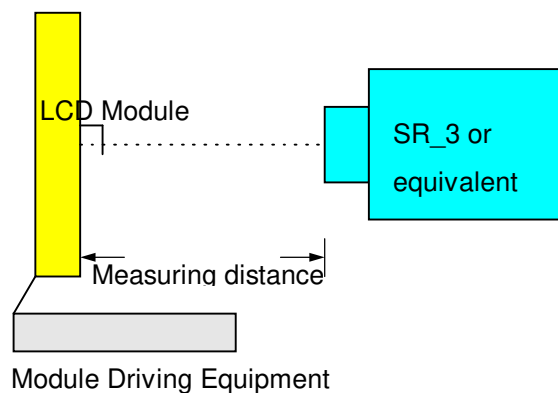 LCD Module
SR_3 or
equivalent
Measuring distance
Module Driving Equipment